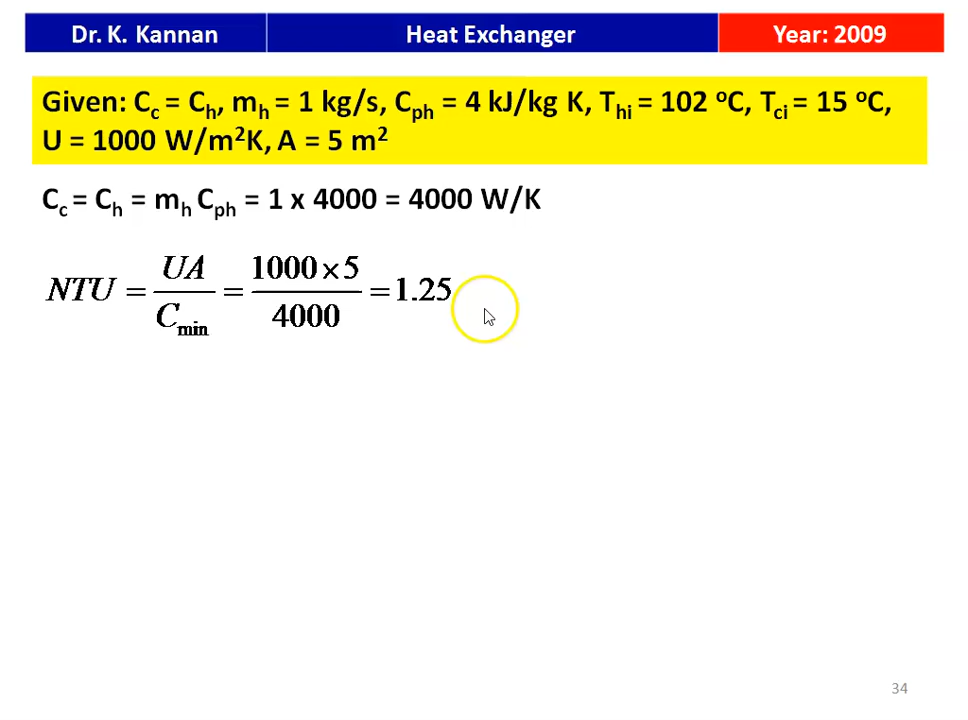 Dr. K. Kannan Heat Exchanger Year: 2009
Given: C_c = C_h, m_h = 1 kg/s, C_ph = 4 kJ/kg K, T_hi = 102 °C, T_ci = 15 °C,
U = 1000 W/m²K, A = 5 m²
C_c = C_h = m_h C_ph = 1 x 4000 = 4000 W/K
NTU = UA / C_min = 1000 × 5 / 4000 = 1.25
34